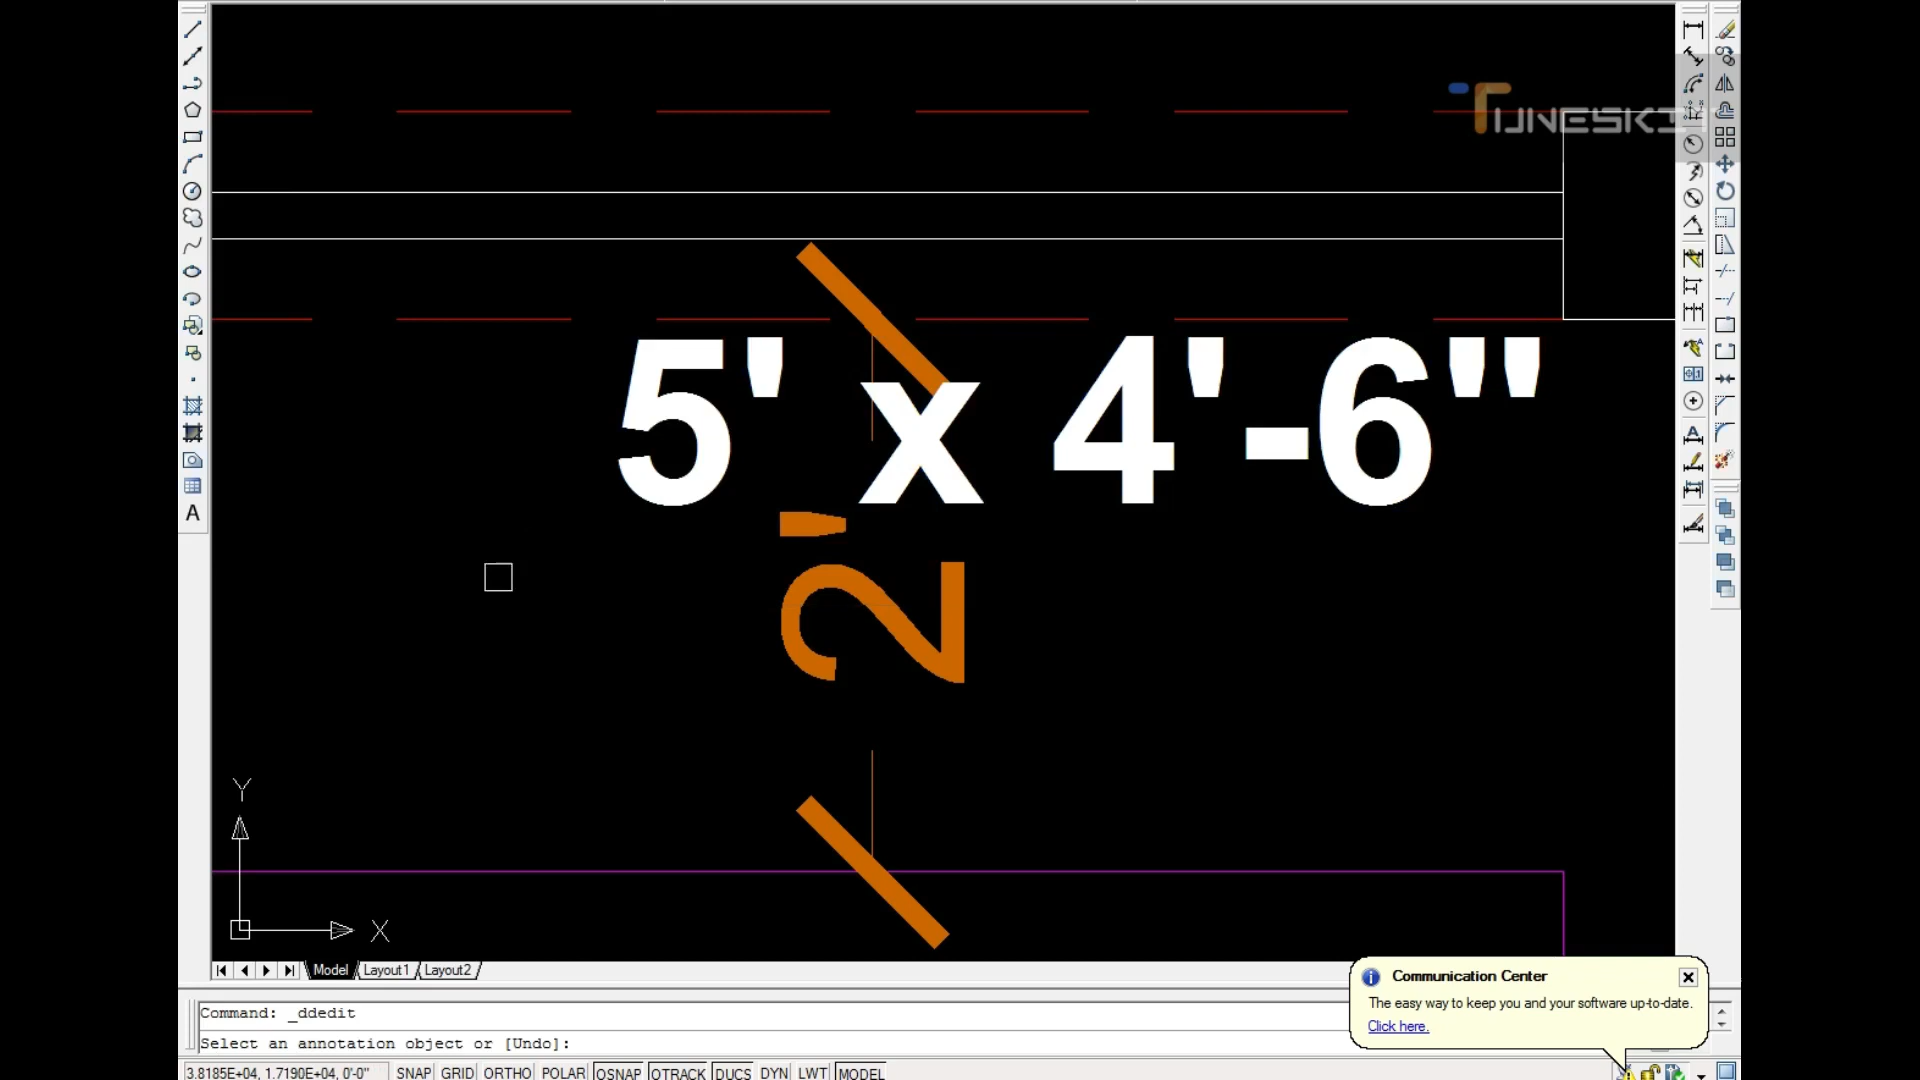 TUNESKIT
5' x 4'-6"
2'
Y
X
A
Model
Layout1
Layout2
Communication Center
The easy way to keep you and your software up-to-date.
Click here.
Command: _ddedit
Select an annotation object or [Undo]:
3.8185E+04, 1.7190E+04, 0'-0" SNAP GRID ORTHO POLAR OSNAP OTRACK DUCS DYN LWT MODEL